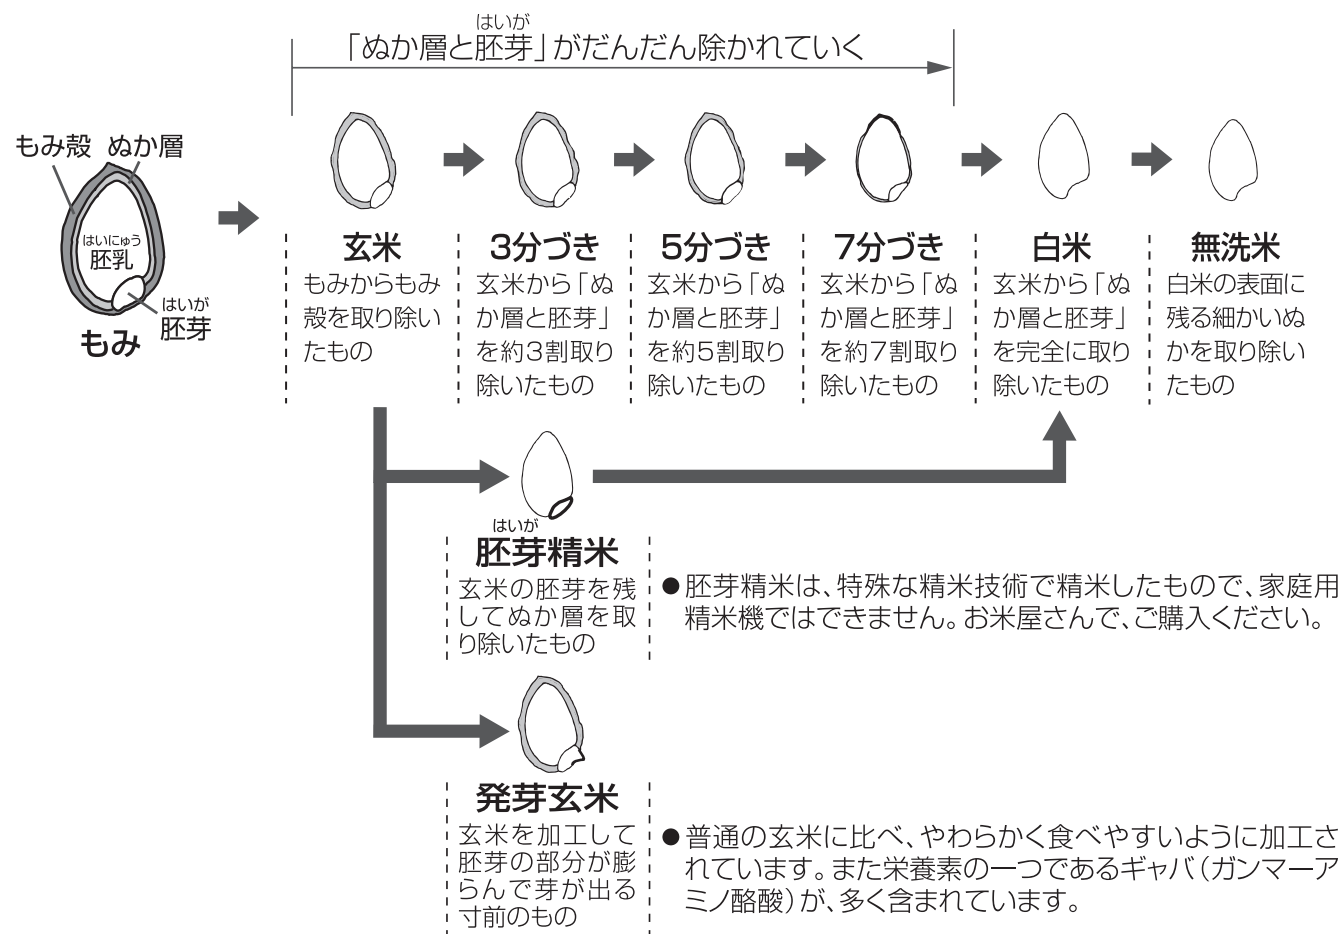 はいが
「ぬか層と胚芽」がだんだん除かれていく
もみ殻 ぬか層
はいにゅう
胚乳
はいが
胚芽
もみ
玄米
もみからもみ
殻を取り除い
たもの
3分づき
玄米から「ぬ
か層と胚芽」
を約3割取り
除いたもの
5分づき
玄米から「ぬ
か層と胚芽」
を約5割取り
除いたもの
7分づき
玄米から「ぬ
か層と胚芽」
を約7割取り
除いたもの
白米
玄米から「ぬ
か層と胚芽」
を完全に取り
除いたもの
無洗米
白米の表面に
残る細かいぬ
かを取り除い
たもの
はいが
胚芽精米
玄米の胚芽を残
してぬか層を取
り除いたもの
●胚芽精米は、特殊な精米技術で精米したもので、家庭用
精米機ではできません。お米屋さんで、ご購入ください。
発芽玄米
玄米を加工して
胚芽の部分が膨
らんで芽が出る
寸前のもの
●普通の玄米に比べ、やわらかく食べやすいように加工さ
れています。また栄養素の一つであるギャバ（ガンマーア
ミノ酪酸）が、多く含まれています。